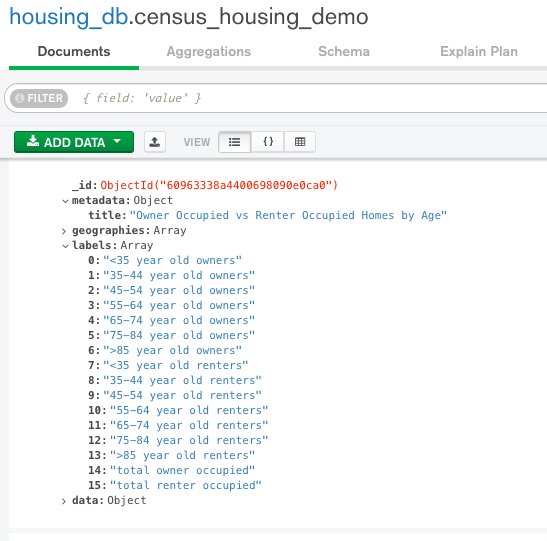 housing_db.census_housing_demo
Documents Aggregations Schema Explain Plan
FILTER { field: 'value' }
ADD DATA VIEW {}
_id: ObjectId("60963338a4400698090e0ca0")
metadata: Object
title: "Owner Occupied vs Renter Occupied Homes by Age"
geographies: Array
labels: Array
0: "<35 year old owners"
1: "35-44 year old owners"
2: "45-54 year old owners"
3: "55-64 year old owners"
4: "65-74 year old owners"
5: "75-84 year old owners"
6: ">85 year old owners"
7: "<35 year old renters"
8: "35-44 year old renters"
9: "45-54 year old renters"
10: "55-64 year old renters"
11: "65-74 year old renters"
12: "75-84 year old renters"
13: ">85 year old renters"
14: "total owner occupied"
15: "total renter occupied"
data: Object